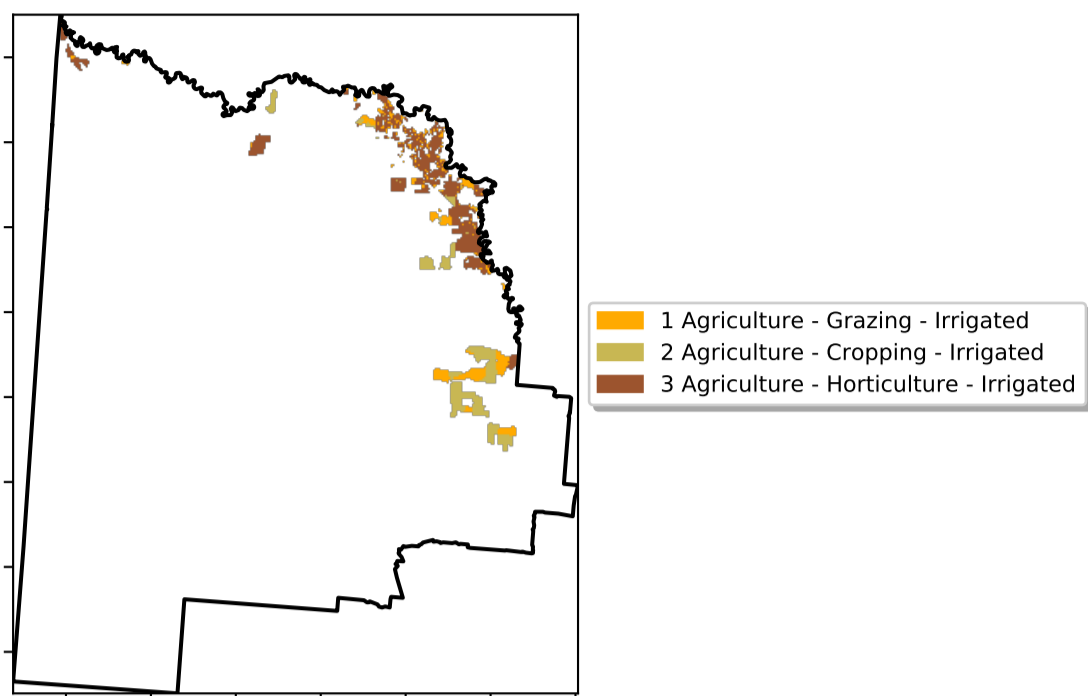 1 Agriculture - Grazing - Irrigated
2 Agriculture - Cropping - Irrigated
3 Agriculture - Horticulture - Irrigated